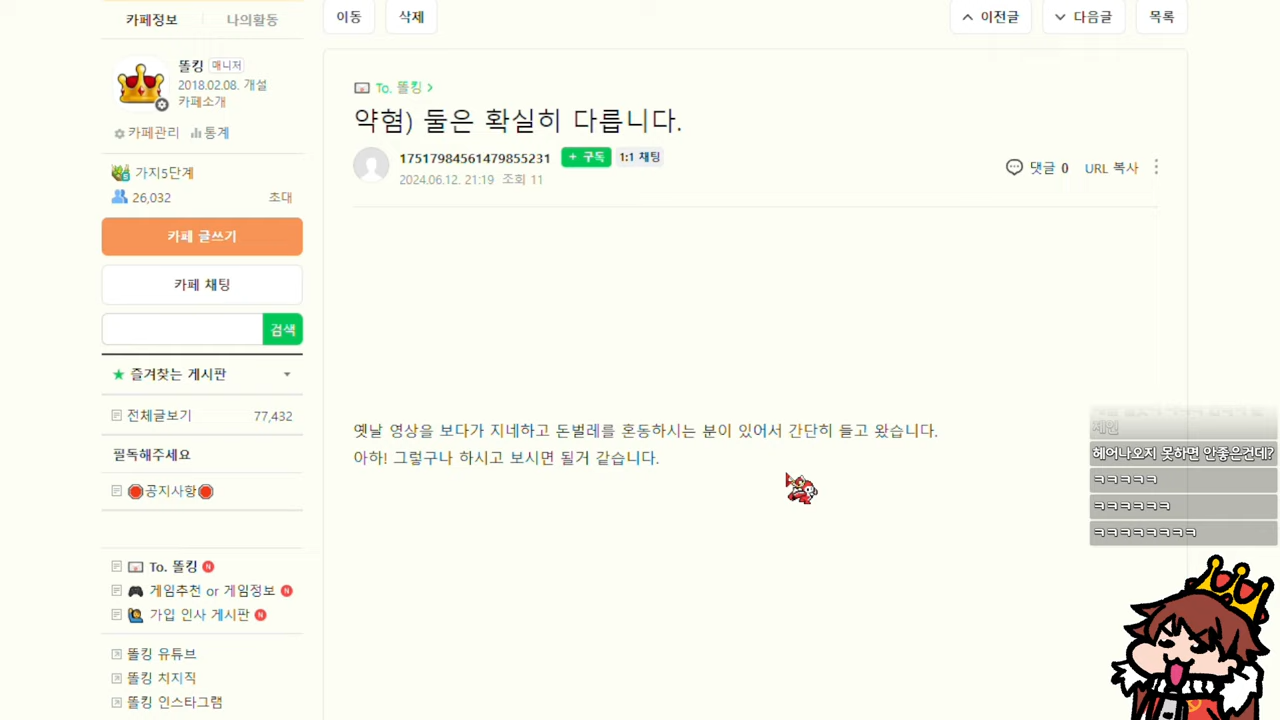 카페정보
나의활동
똘킹 매니저
2018.02.08. 개설
카페소개
카페관리
통계
가지5단계
26,032
초대
카페 글쓰기
카페 채팅
검색
즐겨찾는 게시판
전체글보기
77,432
필독해주세요
공지사항
To. 똘킹 N
게임추천 or 게임정보 N
가입 인사 게시판 N
똘킹 유튜브
똘킹 치지직
똘킹 인스타그램
이동
삭제
이전글
다음글
목록
To. 똘킹 >
약혐) 둘은 확실히 다릅니다.
17517984561479855231 + 구독 1:1 채팅
2024.06.12. 21:19 조회 11
댓글 0
URL 복사
옛날 영상을 보다가 지네하고 돈벌레를 혼동하시는 분이 있어서 간단히 들고 왔습니다.
아하! 그렇구나 하시고 보시면 될거 같습니다.
헤어나오지 못하면 안좋은건데?
ㅋㅋㅋㅋㅋ
ㅋㅋㅋㅋㅋㅋ
ㅋㅋㅋㅋㅋㅋㅋㅋ